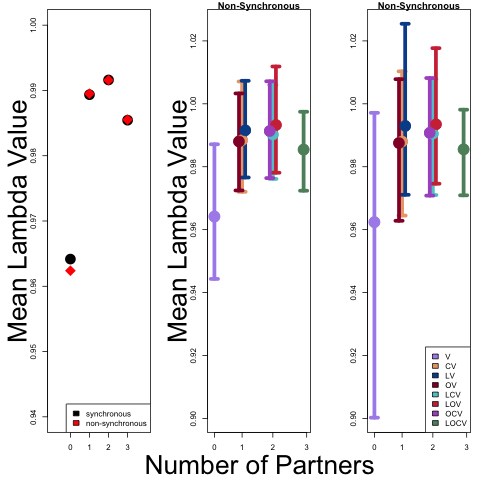 Non-Synchronous
Non-Synchronous
Mean Lambda Value
1.00
0.99
0.98
0.97
0.96
0.95
0.94
0 1 2 3
synchronous
non-synchronous
Mean Lambda Value
1.02
1.00
0.98
0.96
0.94
0.92
0.90
0 1 2 3
1.02
1.00
0.98
0.96
0.94
0.92
0.90
0 1 2 3
V
CV
LV
OV
LCV
LOV
OCV
LOCV
Number of Partners